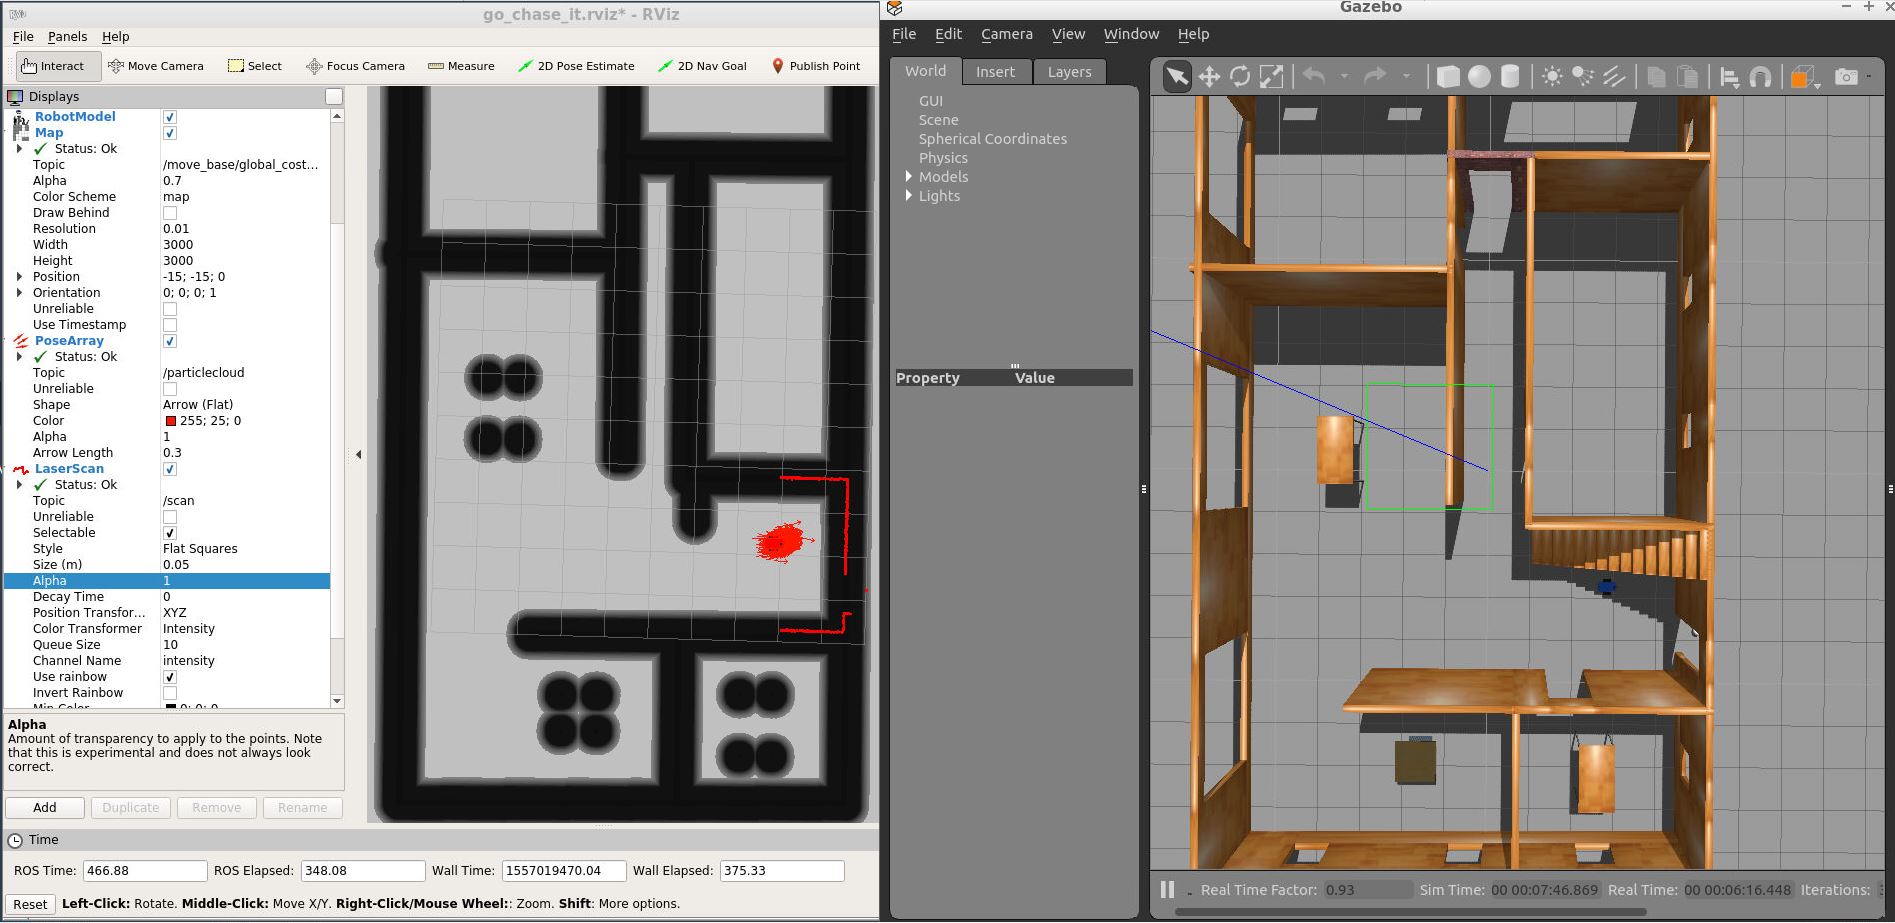 go_chase_it.rviz* - RViz
File Panels Help
Interact Move Camera Select Focus Camera Measure 2D Pose Estimate 2D Nav Goal Publish Point
Displays
RobotModel
Map
Status: Ok
Topic /move_base/global_cost...
Alpha 0.7
Color Scheme map
Draw Behind
Resolution 0.01
Width 3000
Height 3000
Position -15; -15; 0
Orientation 0; 0; 0; 1
Unreliable
Use Timestamp
PoseArray
Status: Ok
Topic /particlecloud
Unreliable
Shape Arrow (Flat)
Color 255; 25; 0
Alpha 1
Arrow Length 0.3
LaserScan
Status: Ok
Topic /scan
Unreliable
Selectable
Style Flat Squares
Size (m) 0.05
Alpha 1
Decay Time 0
Position Transfor... XYZ
Color Transformer Intensity
Queue Size 10
Channel Name intensity
Use rainbow
Invert Rainbow
Min Color 0; 0; 0
Alpha
Amount of transparency to apply to the points. Note
that this is experimental and does not always look
correct.
Add Duplicate Remove Rename
Time
ROS Time: 466.88 ROS Elapsed: 348.08 Wall Time: 1557019470.04 Wall Elapsed: 375.33
Reset Left-Click: Rotate. Middle-Click: Move X/Y. Right-Click/Mouse Wheel:: Zoom. Shift: More options.
Gazebo
File Edit Camera View Window Help
World Insert Layers
GUI
Scene
Spherical Coordinates
Physics
Models
Lights
Property Value
Real Time Factor: 0.93 Sim Time: 00 00:07:46.869 Real Time: 00 00:06:16.448 Iterations: